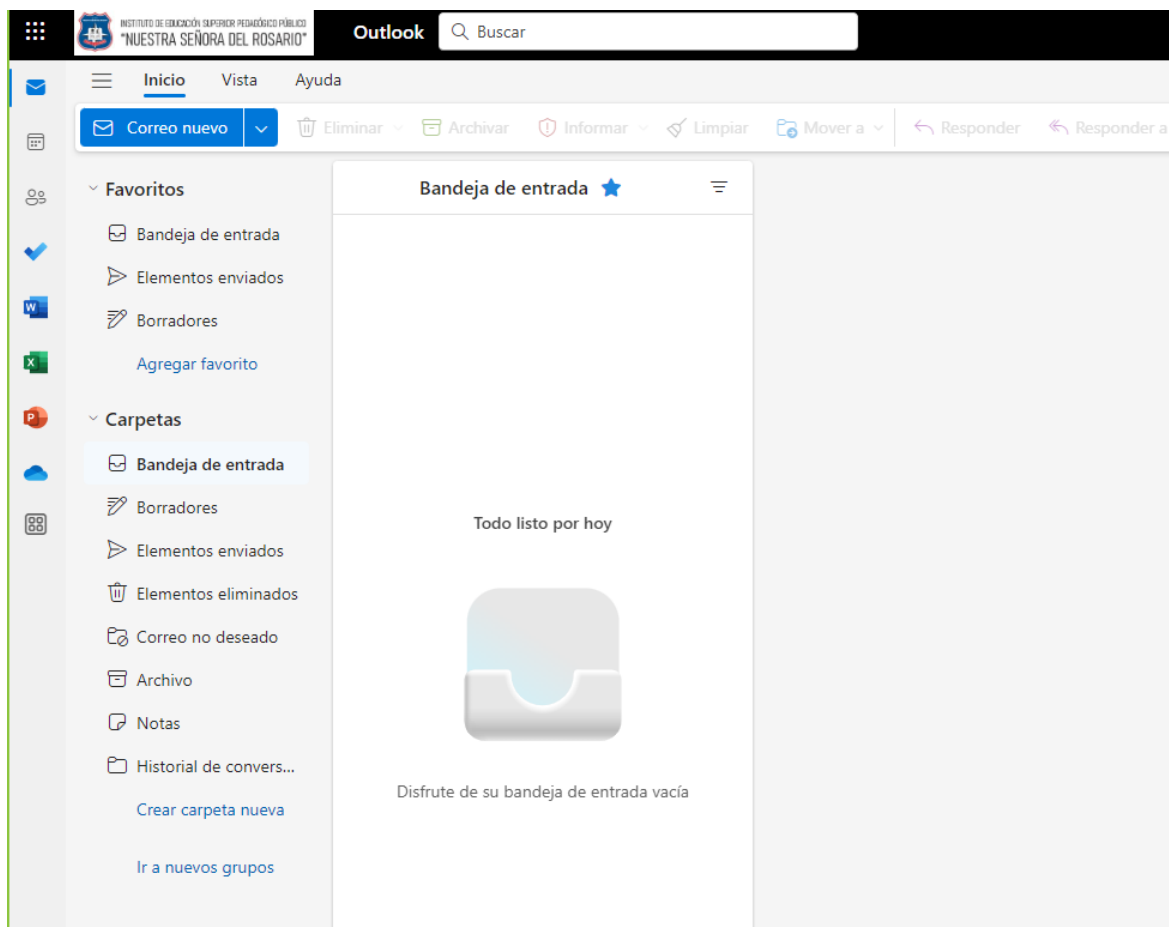 INSTITUTO DE EDUCACIÓN SUPERIOR PEDAGÓGICO PÚBLICO
"NUESTRA SEÑORA DEL ROSARIO"
Outlook
Buscar
Inicio Vista Ayuda
Correo nuevo Eliminar Archivar Informar Limpiar Mover a Responder Responder a
Favoritos
Bandeja de entrada
Elementos enviados
Borradores
Agregar favorito
Carpetas
Bandeja de entrada
Borradores
Elementos enviados
Elementos eliminados
Correo no deseado
Archivo
Notas
Historial de convers...
Crear carpeta nueva
Ir a nuevos grupos
Bandeja de entrada
Todo listo por hoy
Disfrute de su bandeja de entrada vacía